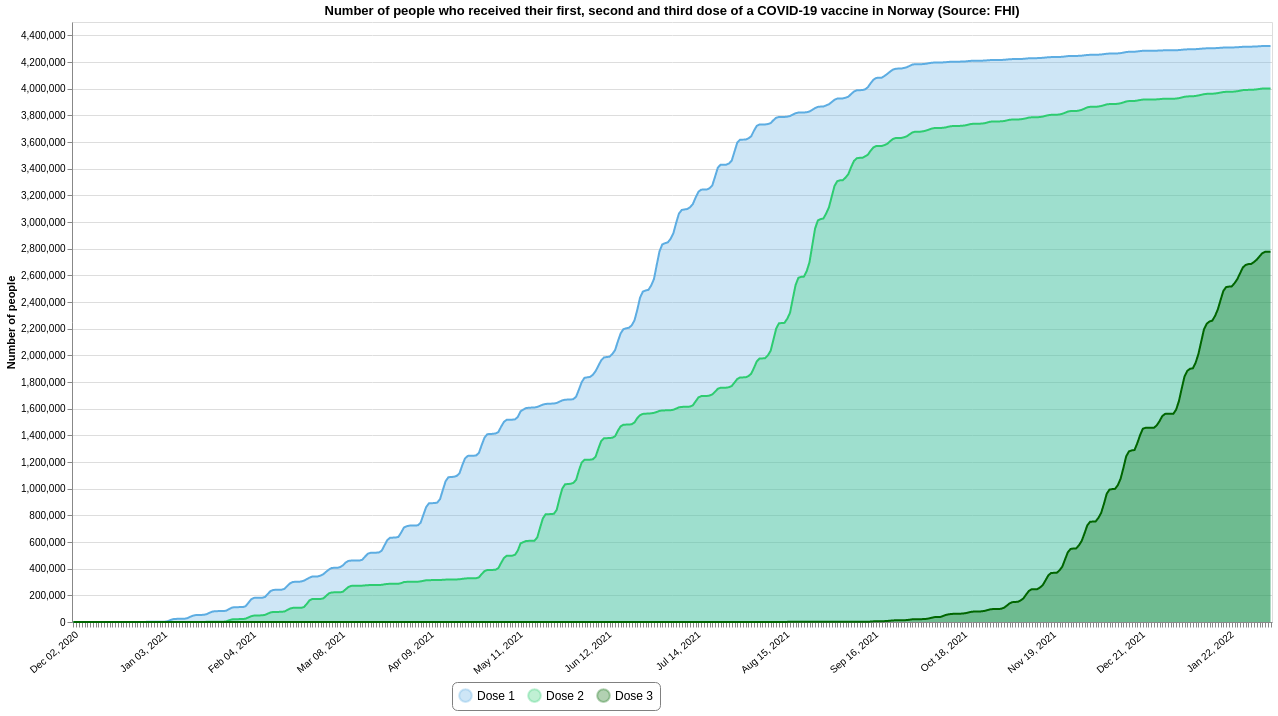 Number of people who received their first, second and third dose of a COVID-19 vaccine in Norway (Source: FHI)
Number of people
4,400,000
4,200,000
4,000,000
3,800,000
3,600,000
3,400,000
3,200,000
3,000,000
2,800,000
2,600,000
2,400,000
2,200,000
2,000,000
1,800,000
1,600,000
1,400,000
1,200,000
1,000,000
800,000
600,000
400,000
200,000
0
Dec 02, 2020
Jan 03, 2021
Feb 04, 2021
Mar 08, 2021
Apr 09, 2021
May 11, 2021
Jun 12, 2021
Jul 14, 2021
Aug 15, 2021
Sep 16, 2021
Oct 18, 2021
Nov 19, 2021
Dec 21, 2021
Jan 22, 2022
Dose 1
Dose 2
Dose 3